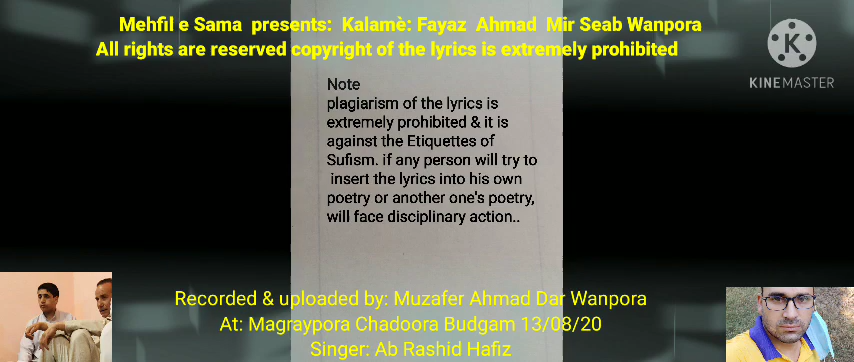 Mehfil e Sama presents: Kalamè: Fayaz Ahmad Mir Seab Wanpora
All rights are reserved copyright of the lyrics is extremely prohibited
KINEMASTER
Note
plagiarism of the lyrics is
extremely prohibited & it is
against the Etiquettes of
Sufism. if any person will try to
insert the lyrics into his own
poetry or another one's poetry,
will face disciplinary action..
Recorded & uploaded by: Muzafer Ahmad Dar Wanpora
At: Magraypora Chadoora Budgam 13/08/20
Singer: Ab Rashid Hafiz